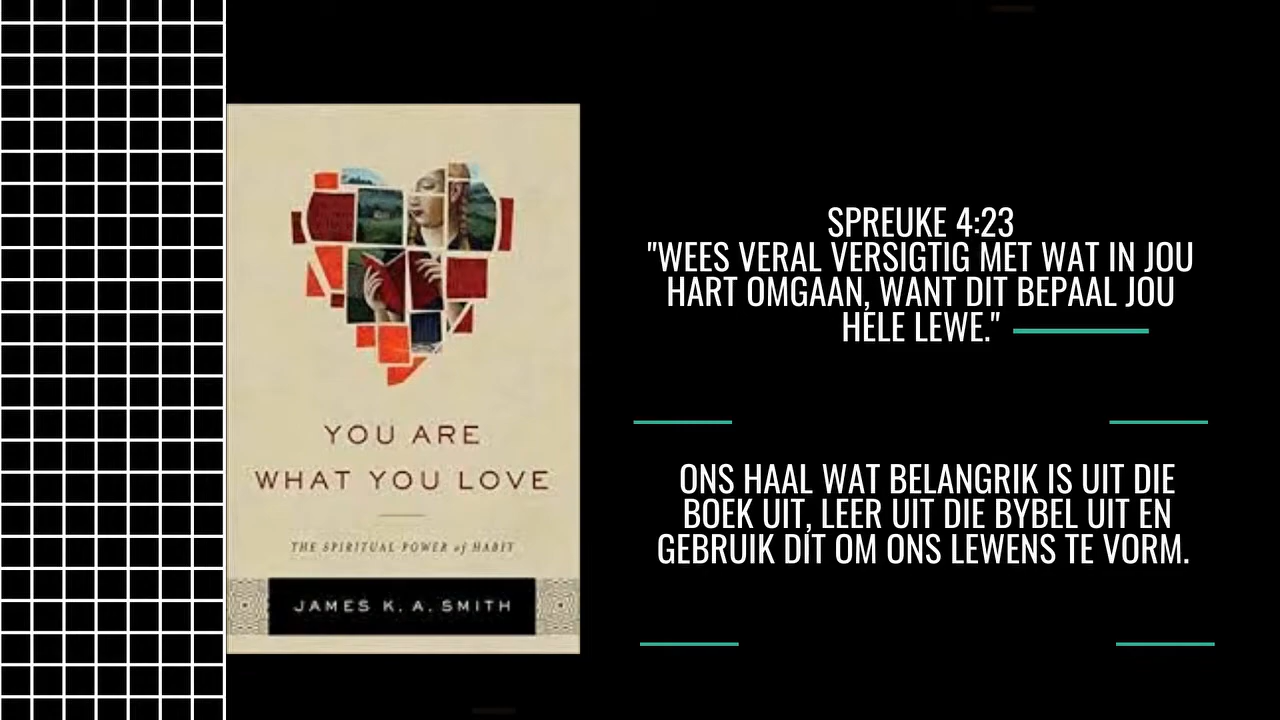 YOU ARE
WHAT YOU LOVE
THE SPIRITUAL POWER of HABIT
JAMES K. A. SMITH
SPREUKE 4:23
"WEES VERAL VERSIGTIG MET WAT IN JOU
HART OMGAAN, WANT DIT BEPAAL JOU
HELE LEWE."
ONS HAAL WAT BELANGRIK IS UIT DIE
BOEK UIT, LEER UIT DIE BYBEL UIT EN
GEBRUIK DIT OM ONS LEWENS TE VORM.